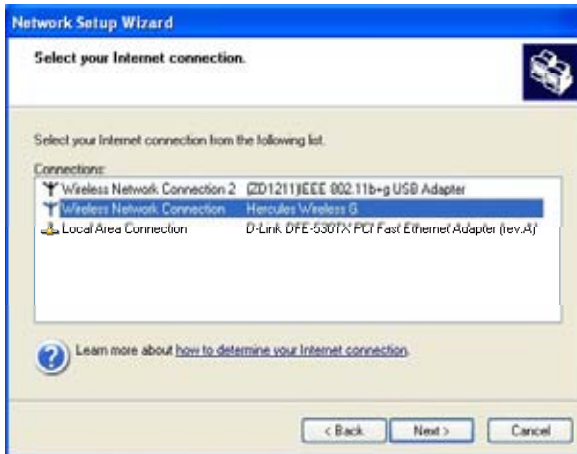 Network Setup Wizard
Select your Internet connection.
Select your Internet connection from the following list.
Connections:
Wireless Network Connection 2 (ZD1211)IEEE 802.11b+g USB Adapter
Wireless Network Connection Hercules Wireless G
Local Area Connection D-Link DFE-530TX PCI Fast Ethernet Adapter (rev.A)
Learn more about how to determine your Internet connection.
< Back Next > Cancel